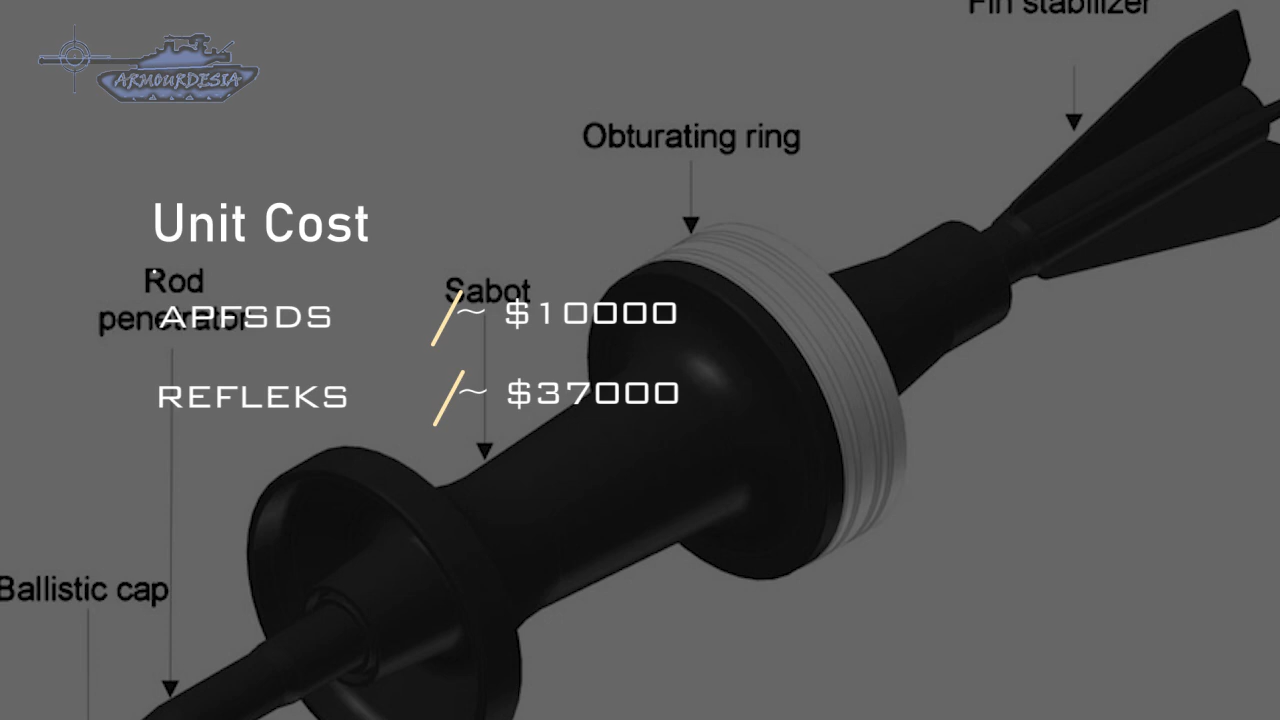 Fin stabilizer
ARMOURDESIA
Obturating ring
Unit Cost
Rod
penetrator
Sabot
APFSDS / ~ $10000
REFLEKS / ~ $37000
Ballistic cap